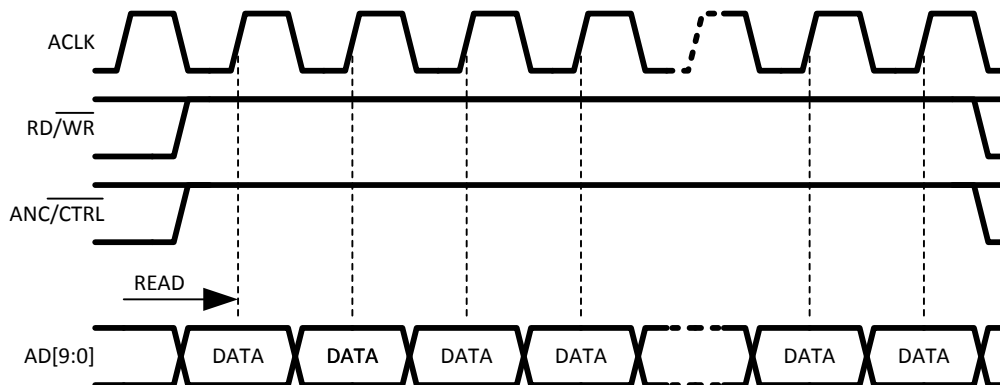 ACLK
RD/WR
ANC/CTRL
READ
AD[9:0] DATA DATA DATA DATA DATA DATA